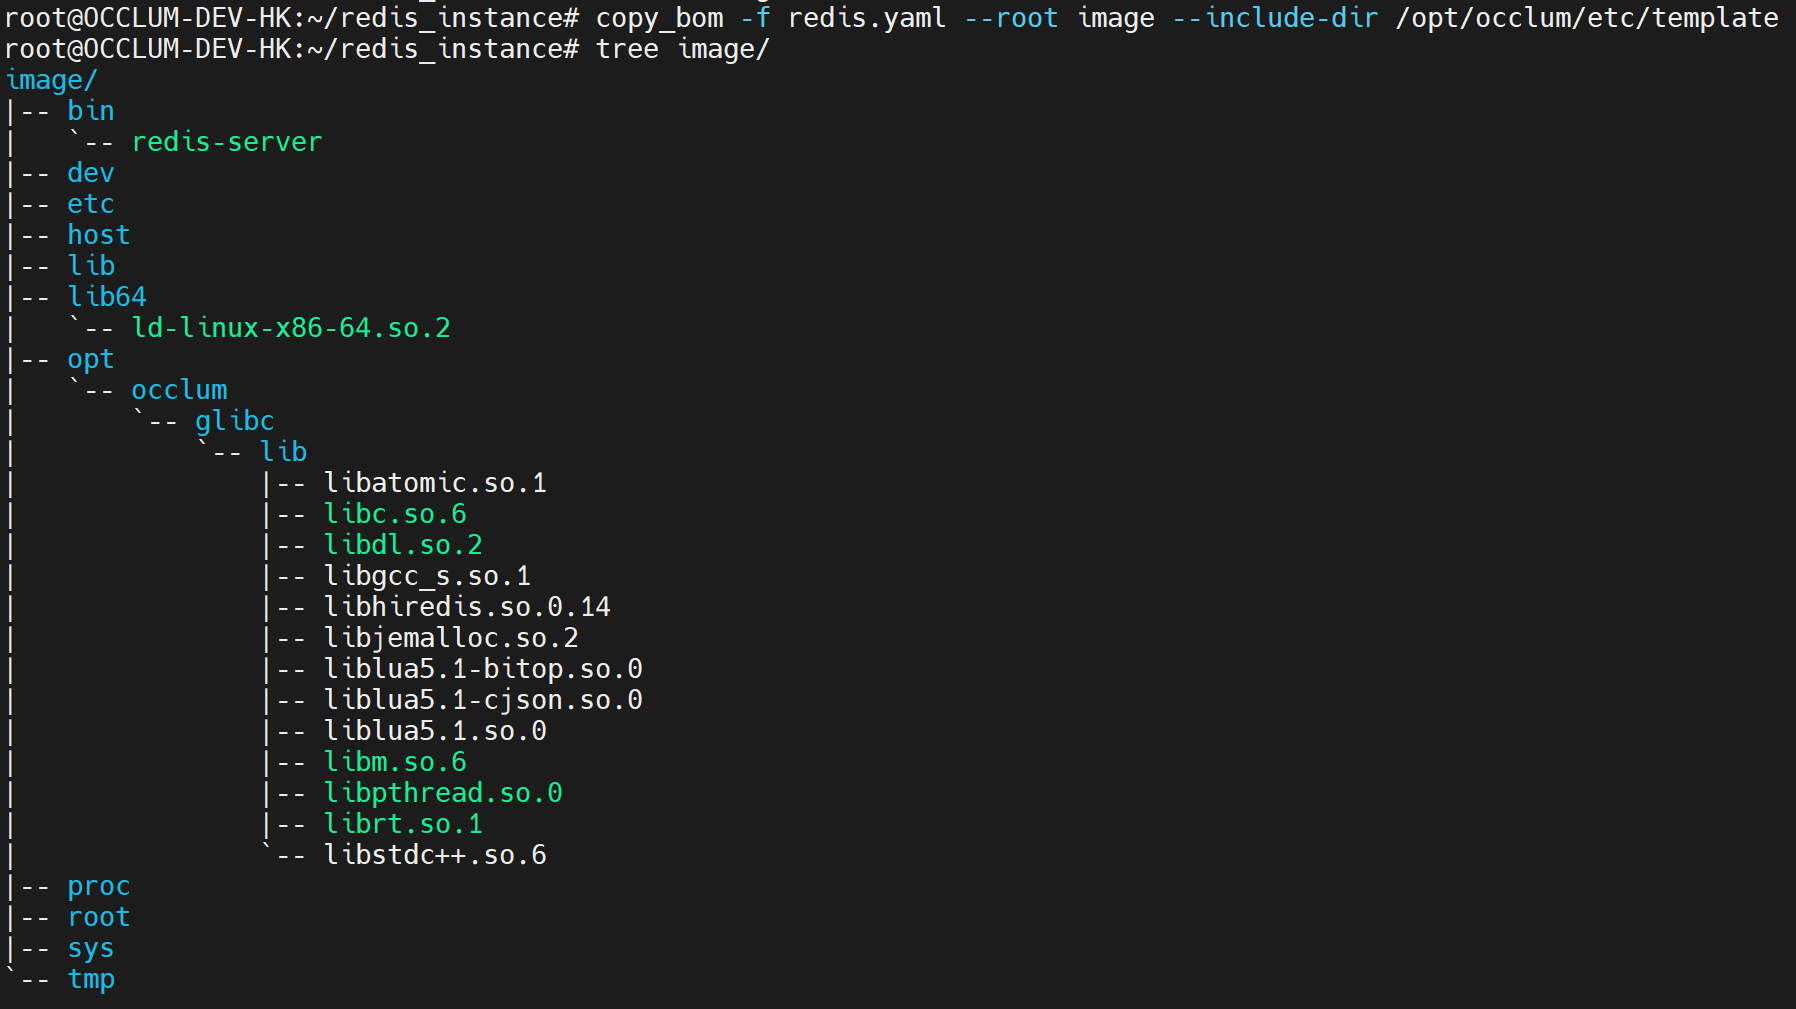 root@OCCLUM-DEV-HK:~/redis_instance# copy_bom -f redis.yaml --root image --include-dir /opt/occlum/etc/template
root@OCCLUM-DEV-HK:~/redis_instance# tree image/
image/
|-- bin
|   `-- redis-server
|-- dev
|-- etc
|-- host
|-- lib
|-- lib64
|   `-- ld-linux-x86-64.so.2
|-- opt
|   `-- occlum
|       `-- glibc
|           `-- lib
|               |-- libatomic.so.1
|               |-- libc.so.6
|               |-- libdl.so.2
|               |-- libgcc_s.so.1
|               |-- libhiredis.so.0.14
|               |-- libjemalloc.so.2
|               |-- liblua5.1-bitop.so.0
|               |-- liblua5.1-cjson.so.0
|               |-- liblua5.1.so.0
|               |-- libm.so.6
|               |-- libpthread.so.0
|               |-- librt.so.1
|               `-- libstdc++.so.6
|-- proc
|-- root
|-- sys
`-- tmp